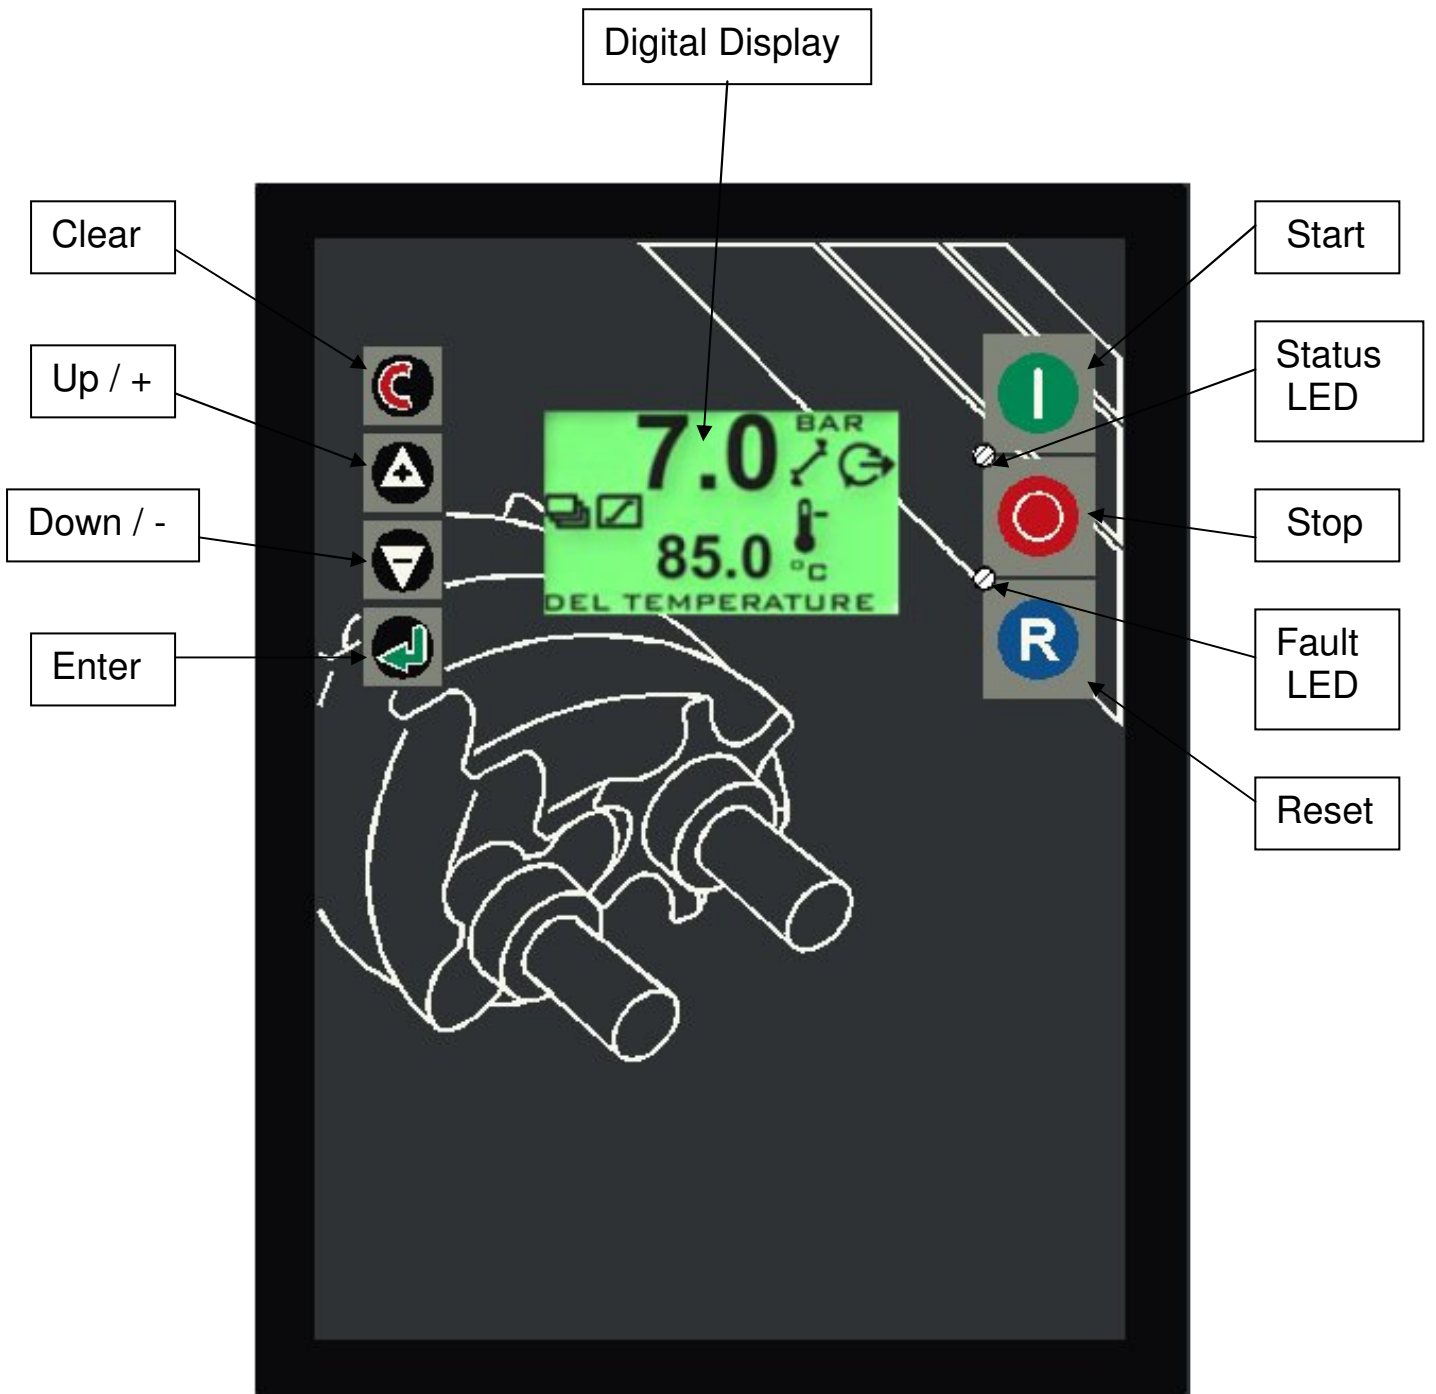 Digital Display
Clear
Up / +
Down / -
Enter
Start
Status
LED
Stop
Fault
LED
Reset
C
+
-
7.0 BAR
85.0 °C
DEL TEMPERATURE
I
R